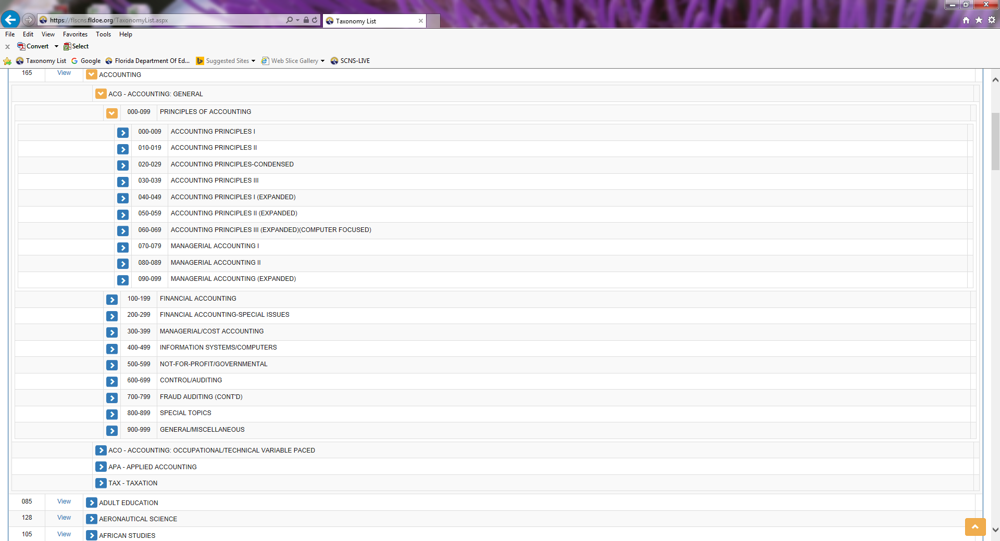 https://flscns.fldoe.org/TaxonomyList.aspx
Taxonomy List
File Edit View Favorites Tools Help
Convert Select
Taxonomy List Google Florida Department Of Ed... Suggested Sites Web Slice Gallery SCNS-LIVE
165 View ACCOUNTING
ACG - ACCOUNTING: GENERAL
000-099 PRINCIPLES OF ACCOUNTING
000-009 ACCOUNTING PRINCIPLES I
010-019 ACCOUNTING PRINCIPLES II
020-029 ACCOUNTING PRINCIPLES-CONDENSED
030-039 ACCOUNTING PRINCIPLES III
040-049 ACCOUNTING PRINCIPLES I (EXPANDED)
050-059 ACCOUNTING PRINCIPLES II (EXPANDED)
060-069 ACCOUNTING PRINCIPLES III (EXPANDED)(COMPUTER FOCUSED)
070-079 MANAGERIAL ACCOUNTING I
080-089 MANAGERIAL ACCOUNTING II
090-099 MANAGERIAL ACCOUNTING (EXPANDED)
100-199 FINANCIAL ACCOUNTING
200-299 FINANCIAL ACCOUNTING-SPECIAL ISSUES
300-399 MANAGERIAL/COST ACCOUNTING
400-499 INFORMATION SYSTEMS/COMPUTERS
500-599 NOT-FOR-PROFIT/GOVERNMENTAL
600-699 CONTROL/AUDITING
700-799 FRAUD AUDITING (CONT'D)
800-899 SPECIAL TOPICS
900-999 GENERAL/MISCELLANEOUS
ACO - ACCOUNTING: OCCUPATIONAL/TECHNICAL VARIABLE PACED
APA - APPLIED ACCOUNTING
TAX - TAXATION
085 View ADULT EDUCATION
128 View AERONAUTICAL SCIENCE
105 View AFRICAN STUDIES